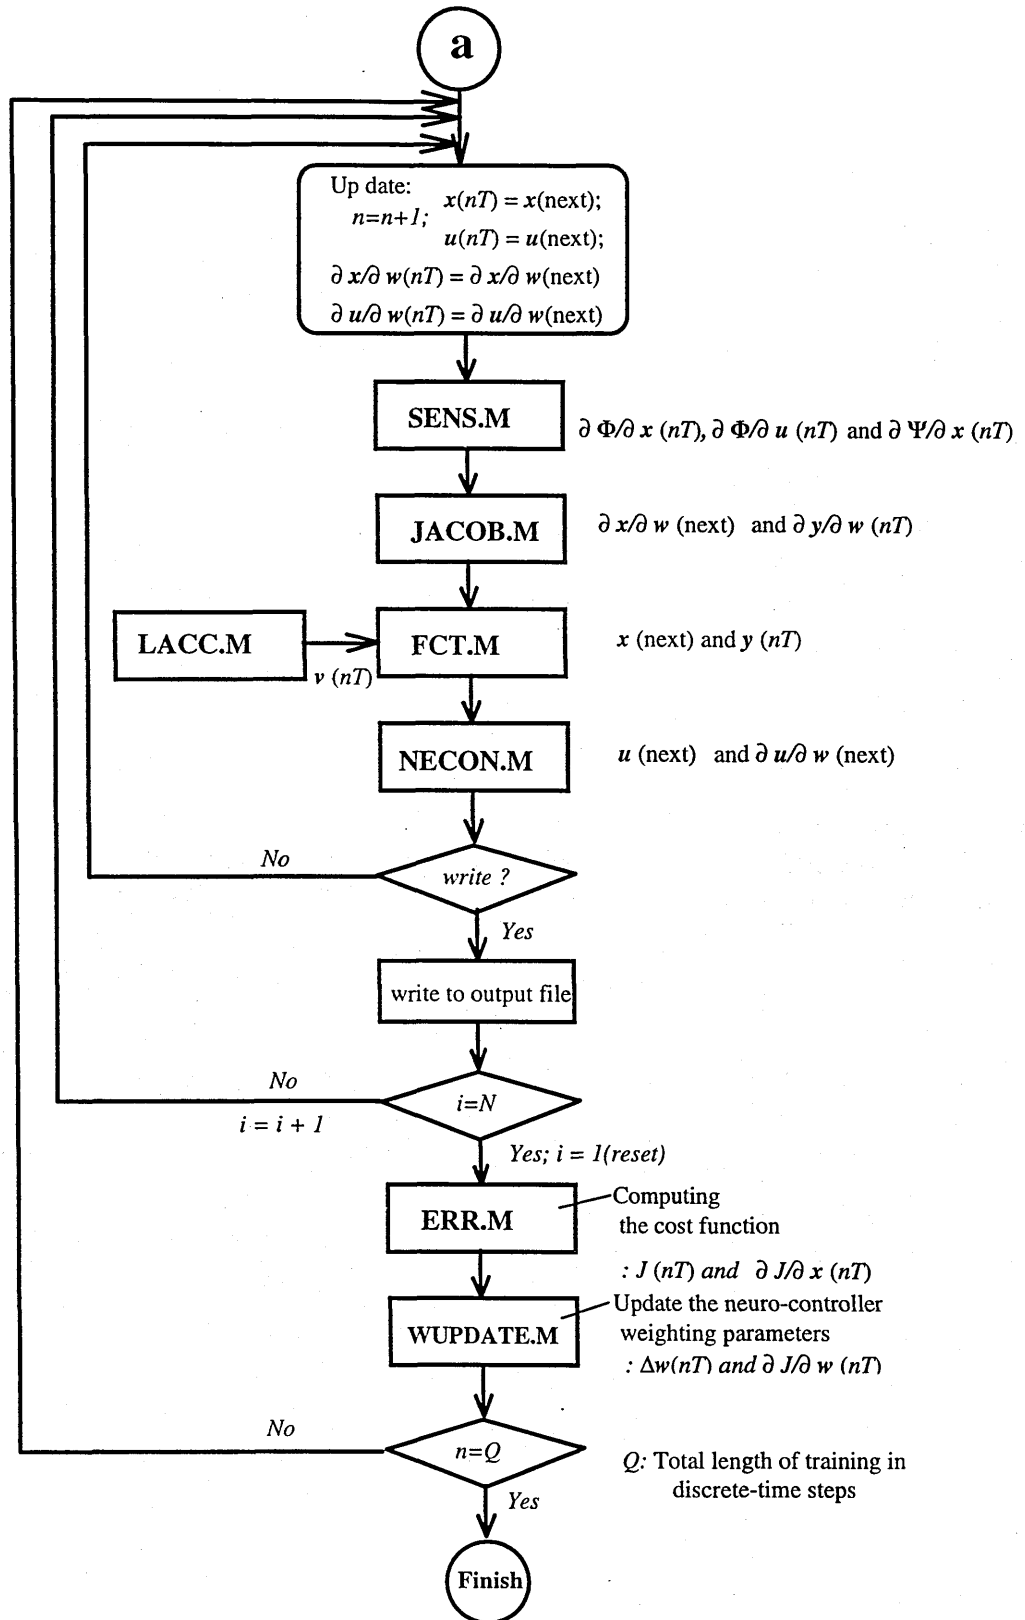 a
Up date:
n=n+1;
x(nT) = x(next);
u(nT) = u(next);
∂ x/∂ w(nT) = ∂ x/∂ w(next)
∂ u/∂ w(nT) = ∂ u/∂ w(next)
SENS.M
∂ Φ/∂ x (nT), ∂ Φ/∂ u (nT) and ∂ Ψ/∂ x (nT)
JACOB.M
∂ x/∂ w (next) and ∂ y/∂ w (nT)
LACC.M
v (nT)
FCT.M
x (next) and y (nT)
NECON.M
u (next) and ∂ u/∂ w (next)
No
write ?
Yes
write to output file
No
i = i + 1
i=N
Yes; i = 1(reset)
ERR.M
Computing
the cost function
: J (nT) and ∂ J/∂ x (nT)
WUPDATE.M
Update the neuro-controller
weighting parameters
: Δw(nT) and ∂ J/∂ w (nT)
No
n=Q
Yes
Q: Total length of training in
discrete-time steps
Finish